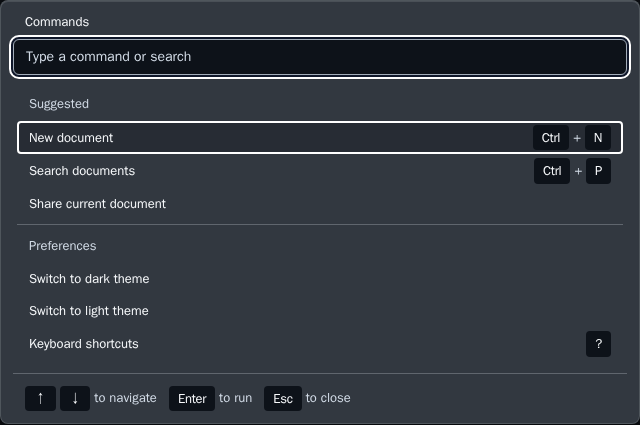 Commands
Type a command or search
Suggested
New document Ctrl + N
Search documents Ctrl + P
Share current document
Preferences
Switch to dark theme
Switch to light theme
Keyboard shortcuts ?
↑ ↓ to navigate Enter to run Esc to close